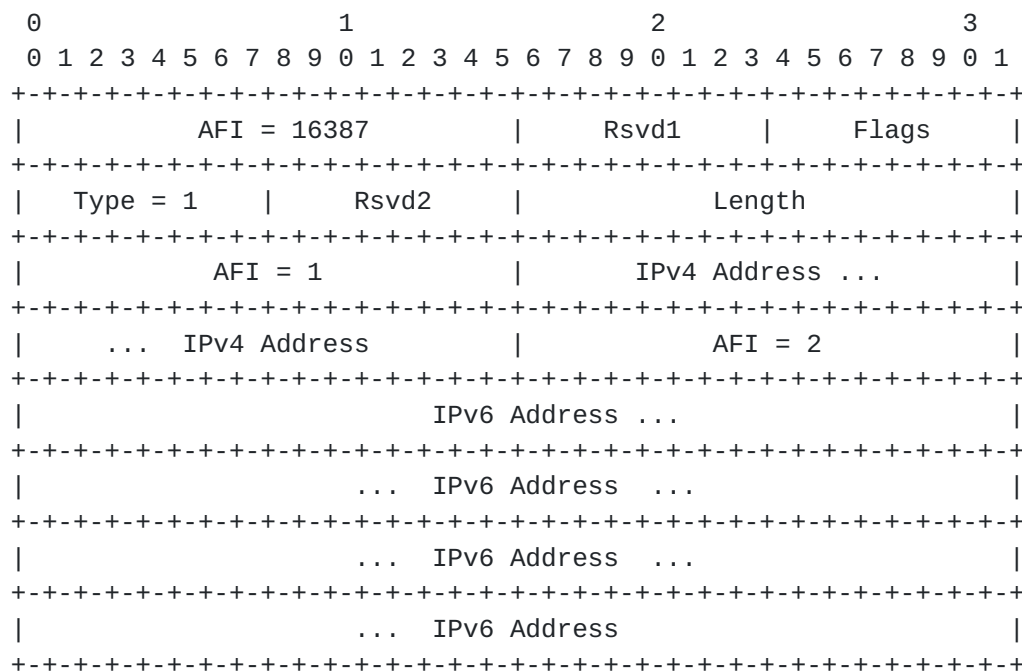 0                   1                   2                   3
 0 1 2 3 4 5 6 7 8 9 0 1 2 3 4 5 6 7 8 9 0 1 2 3 4 5 6 7 8 9 0 1
+-+-+-+-+-+-+-+-+-+-+-+-+-+-+-+-+-+-+-+-+-+-+-+-+-+-+-+-+-+-+-+-+
|           AFI = 16387         |     Rsvd1     |     Flags     |
+-+-+-+-+-+-+-+-+-+-+-+-+-+-+-+-+-+-+-+-+-+-+-+-+-+-+-+-+-+-+-+-+
|   Type = 1    |     Rsvd2     |            Length             |
+-+-+-+-+-+-+-+-+-+-+-+-+-+-+-+-+-+-+-+-+-+-+-+-+-+-+-+-+-+-+-+-+
|            AFI = 1            |       IPv4 Address ...        |
+-+-+-+-+-+-+-+-+-+-+-+-+-+-+-+-+-+-+-+-+-+-+-+-+-+-+-+-+-+-+-+-+
|     ...  IPv4 Address         |            AFI = 2            |
+-+-+-+-+-+-+-+-+-+-+-+-+-+-+-+-+-+-+-+-+-+-+-+-+-+-+-+-+-+-+-+-+
|                          IPv6 Address ...                     |
+-+-+-+-+-+-+-+-+-+-+-+-+-+-+-+-+-+-+-+-+-+-+-+-+-+-+-+-+-+-+-+-+
|                     ...  IPv6 Address  ...                    |
+-+-+-+-+-+-+-+-+-+-+-+-+-+-+-+-+-+-+-+-+-+-+-+-+-+-+-+-+-+-+-+-+
|                     ...  IPv6 Address  ...                    |
+-+-+-+-+-+-+-+-+-+-+-+-+-+-+-+-+-+-+-+-+-+-+-+-+-+-+-+-+-+-+-+-+
|                     ...  IPv6 Address                         |
+-+-+-+-+-+-+-+-+-+-+-+-+-+-+-+-+-+-+-+-+-+-+-+-+-+-+-+-+-+-+-+-+